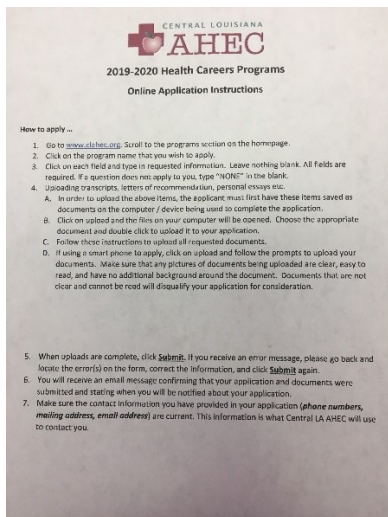 CENTRAL LOUISIANA
AHEC
2019-2020 Health Careers Programs
Online Application Instructions
How to apply ...
1. Go to www.clahec.org. Scroll to the programs section on the homepage.
2. Click on the program name that you wish to apply.
3. Click on each field and type in requested information. Leave nothing blank. All fields are
required. If a question does not apply to you, type "NONE" in the blank.
4. Uploading transcripts, letters of recommendation, personal essays etc.
A. In order to upload the above items, the applicant must first have these items saved as
documents on the computer / device being used to complete the application.
B. Click on upload and the files on your computer will be opened. Choose the appropriate
document and double click to upload it to your application.
C. Follow these instructions to upload all requested documents.
D. If using a smart phone to apply, click on upload and follow the prompts to upload your
documents. Make sure that any pictures of documents being uploaded are clear, easy to
read, and have no additional background around the document. Documents that are not
clear and cannot be read will disqualify your application for consideration.
5. When uploads are complete, click Submit. If you receive an error message, please go back and
locate the error(s) on the form, correct the information, and click Submit again.
6. You will receive an email message confirming that your application and documents were
submitted and stating when you will be notified about your application.
7. Make sure the contact information you have provided in your application (phone numbers,
mailing address, email address) are current. This information is what Central LA AHEC will use
to contact you.